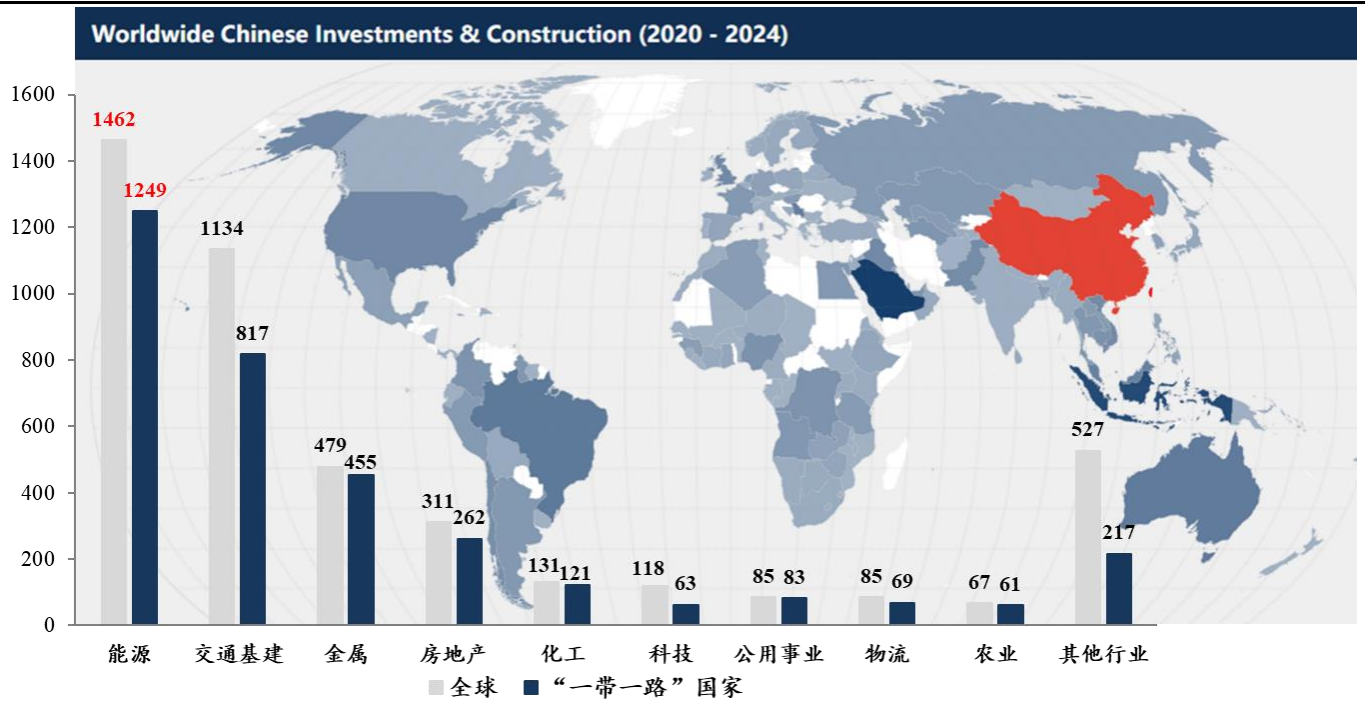 Worldwide Chinese Investments & Construction (2020 - 2024)
1600
1400
1200
1000
800
600
400
200
0
1462
1249
1134
817
479
455
311
262
131
121
118
63
85
83
85
69
67
61
527
217
能源
交通基建
金属
房地产
化工
科技
公用事业
物流
农业
其他行业
全球
“一带一路”国家